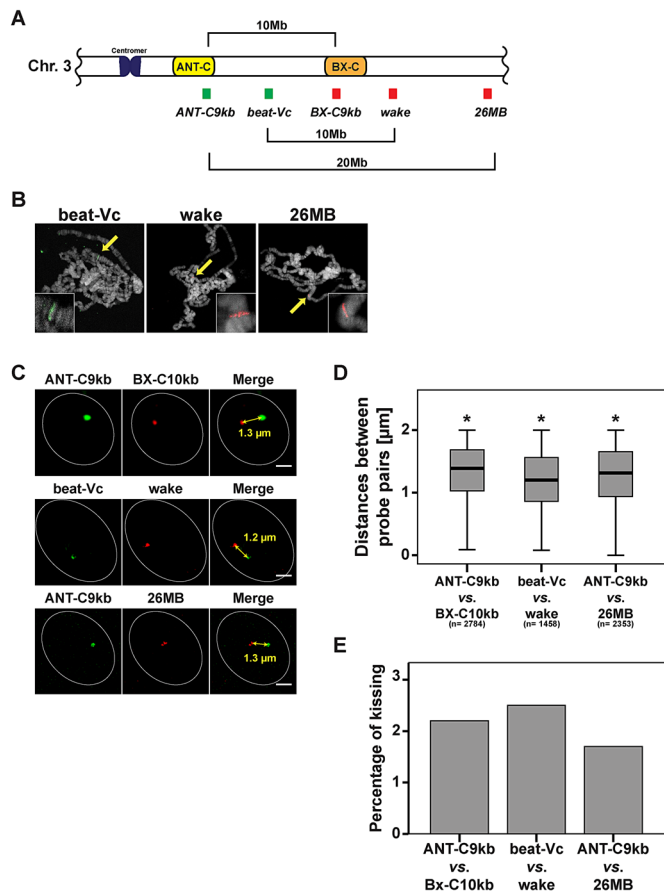 A
10Mb
Centromer
Chr. 3
ANT-C
BX-C
ANT-C9kb
beat-Vc
BX-C9kb
wake
26MB
10Mb
20Mb
B
beat-Vc
wake
26MB
C
ANT-C9kb
BX-C10kb
Merge
1.3 µm
beat-Vc
wake
Merge
1.2 µm
ANT-C9kb
26MB
Merge
1.3 µm
D
Distances between
probe pairs [µm]
2
1
0
*
*
*
ANT-C9kb
vs.
BX-C10kb
(n= 2784)
beat-Vc
vs.
wake
(n= 1458)
ANT-C9kb
vs.
26MB
(n= 2353)
E
Percentage of kissing
3
2
1
0
ANT-C9kb
vs.
Bx-C10kb
beat-Vc
vs.
wake
ANT-C9kb
vs.
26MB